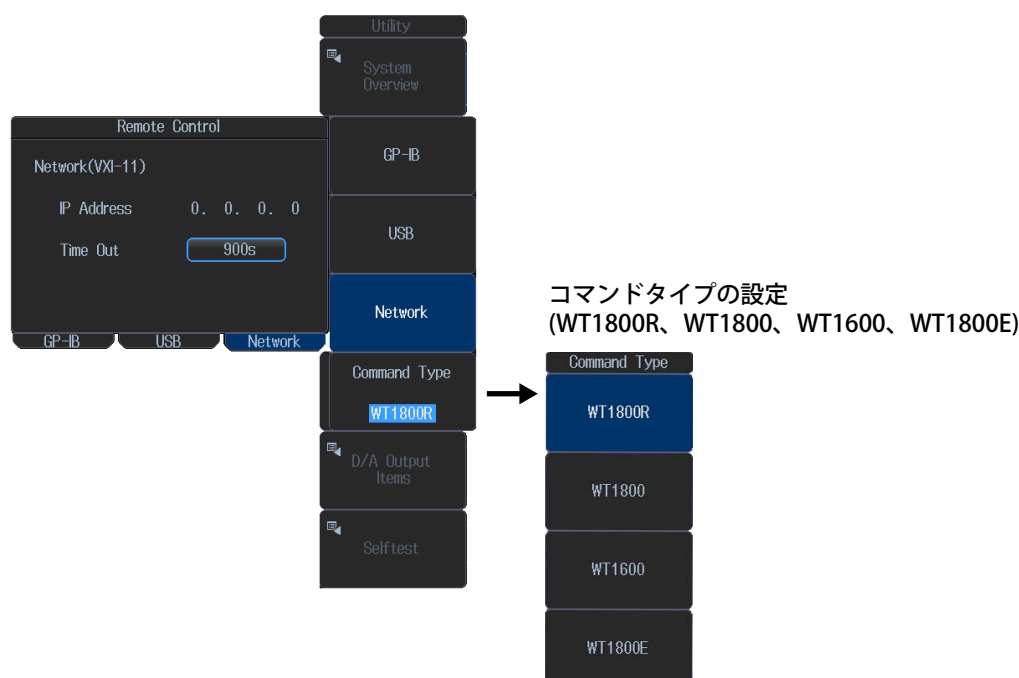 Utility
System
Overview
Remote Control
Network(VXI-11)
IP Address 0. 0. 0. 0
Time Out 900s
GP-IB USB Network
GP-IB
USB
Network
Command Type
WT1800R
D/A Output
Items
Selftest
コマンドタイプの設定
(WT1800R、WT1800、WT1600、WT1800E)
Command Type
WT1800R
WT1800
WT1600
WT1800E